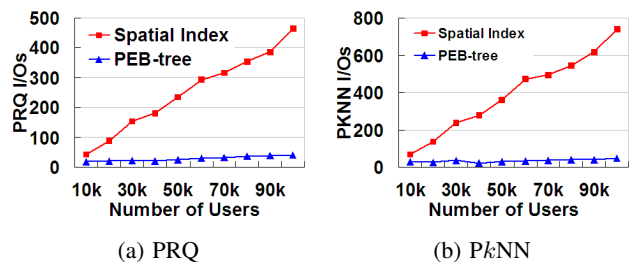 500
400
300
200
100
0
PRQ I/Os
Spatial Index
PEB-tree
10k 30k 50k 70k 90k
Number of Users
(a) PRQ
800
600
400
200
0
PKNN I/Os
Spatial Index
PEB-tree
10k 30k 50k 70k 90k
Number of Users
(b) PkNN